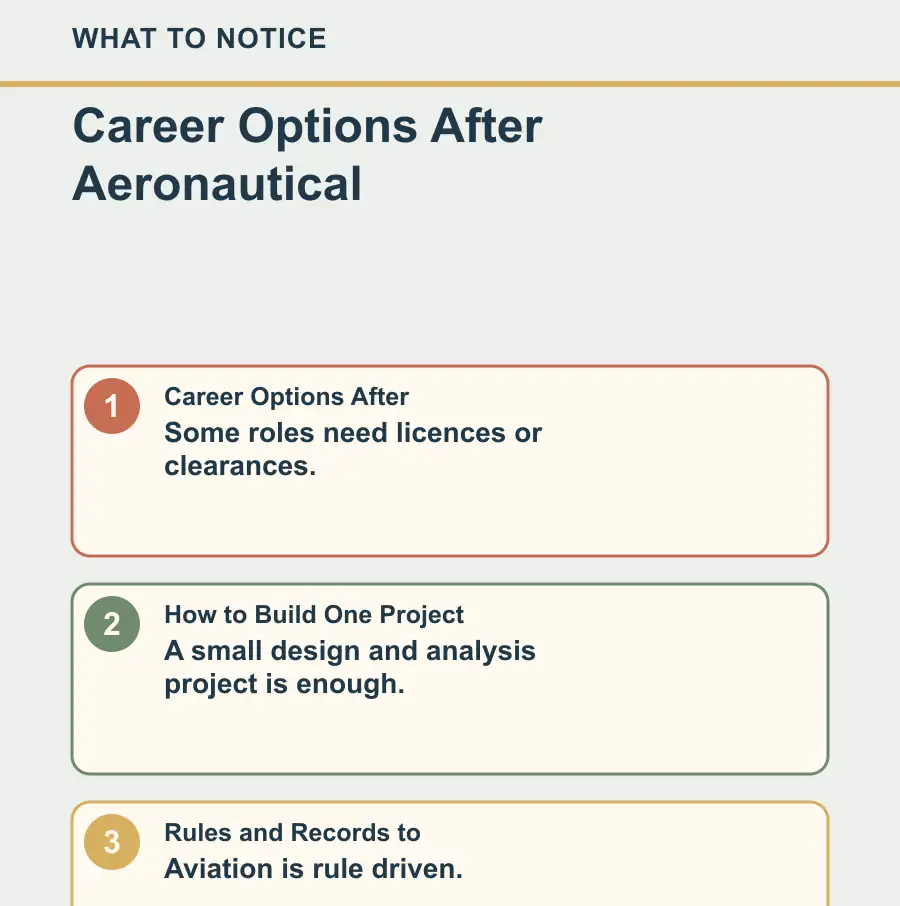 WHAT TO NOTICE
Career Options After
Aeronautical
1
Career Options After
Some roles need licences or
clearances.
2
How to Build One Project
A small design and analysis
project is enough.
3
Rules and Records to
Aviation is rule driven.